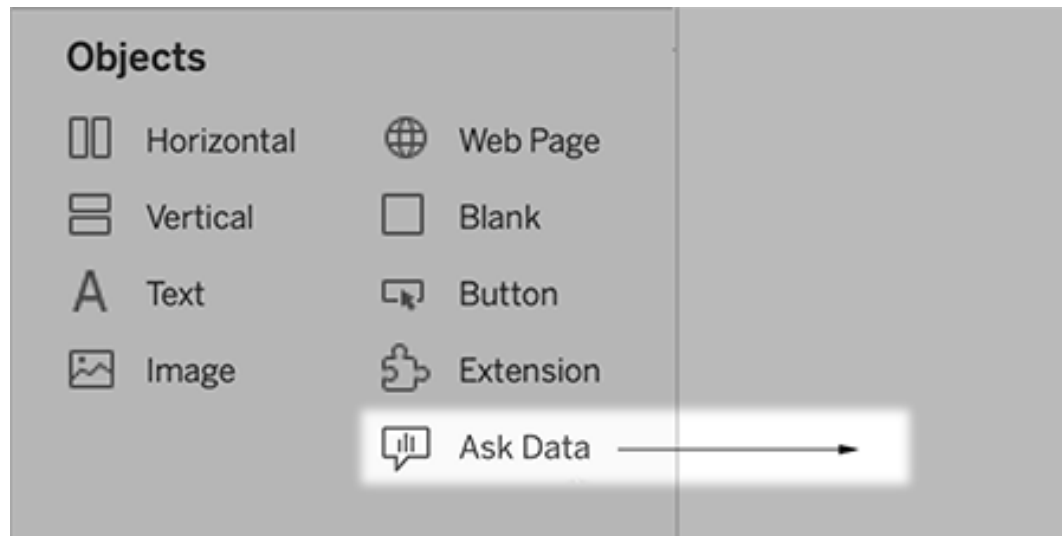 Objects
Horizontal Web Page
Vertical Blank
Text Button
Image Extension
Ask Data